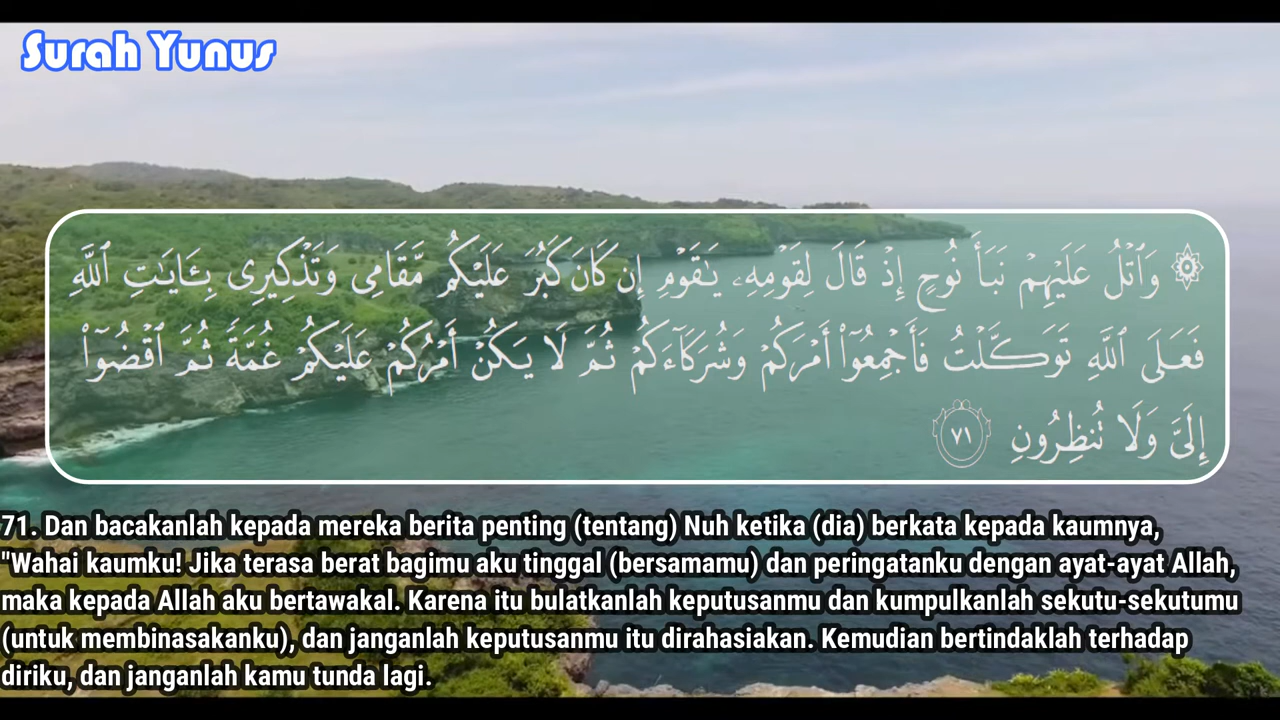 Surah Yunus
۞ وَٱتْلُ عَلَيْهِمْ نَبَأَ نُوحٍ إِذْ قَالَ لِقَوْمِهِۦ يَٰقَوْمِ إِن كَانَ كَبُرَ عَلَيْكُم مَّقَامِى وَتَذْكِيرِى بِـَٔايَٰتِ ٱللَّهِ
فَعَلَى ٱللَّهِ تَوَكَّلْتُ فَأَجْمِعُوٓا۟ أَمْرَكُمْ وَشُرَكَآءَكُمْ ثُمَّ لَا يَكُنْ أَمْرُكُمْ عَلَيْكُمْ غُمَّةً ثُمَّ ٱقْضُوٓا۟
إِلَىَّ وَلَا تُنظِرُونِ ٧١
71. Dan bacakanlah kepada mereka berita penting (tentang) Nuh ketika (dia) berkata kepada kaumnya,
"Wahai kaumku! Jika terasa berat bagimu aku tinggal (bersamamu) dan peringatanku dengan ayat-ayat Allah,
maka kepada Allah aku bertawakal. Karena itu bulatkanlah keputusanmu dan kumpulkanlah sekutu-sekutumu
(untuk membinasakanku), dan janganlah keputusanmu itu dirahasiakan. Kemudian bertindaklah terhadap
diriku, dan janganlah kamu tunda lagi.